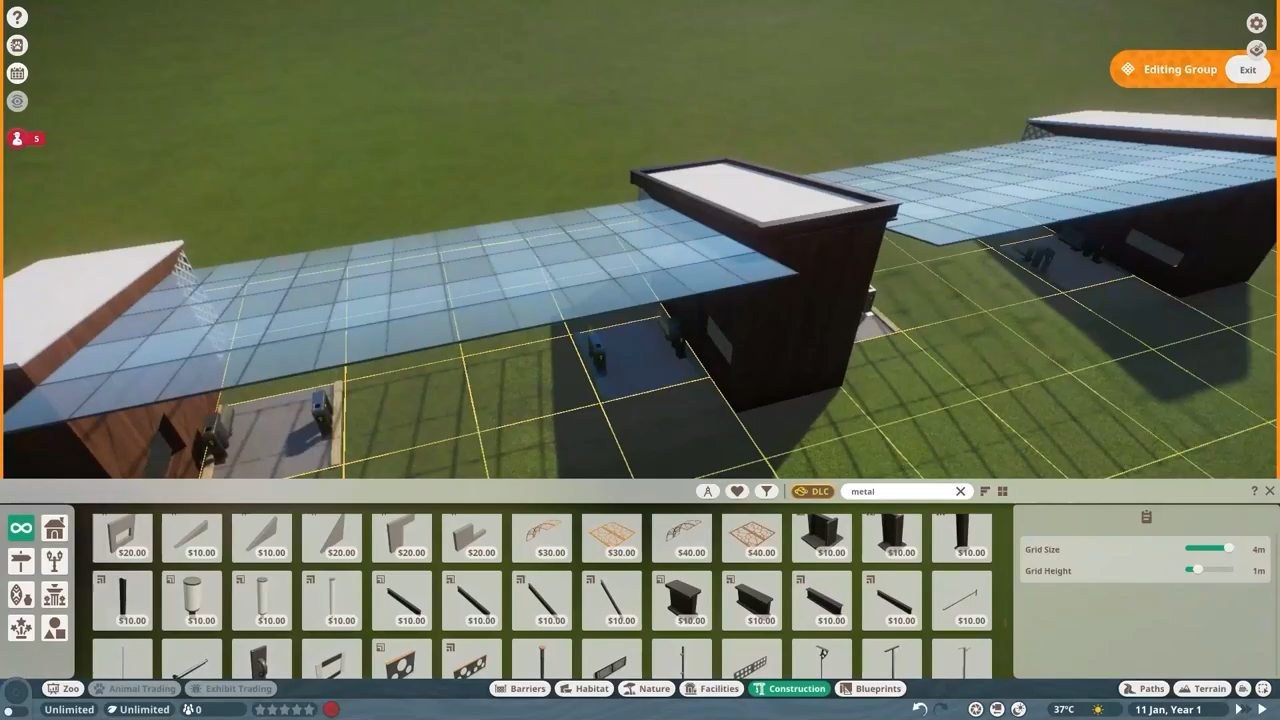 ?
Editing Group Exit
5
DLC metal
? 
$20.00 $10.00 $10.00 $20.00 $20.00 $20.00 $30.00 $30.00 $40.00 $40.00 $10.00 $10.00 $10.00
Grid Size 4m
Grid Height 1m
$10.00 $10.00 $10.00 $10.00 $10.00 $10.00 $10.00 $10.00 $10.00 $10.00 $10.00 $10.00 $10.00
Zoo Animal Trading Exhibit Trading Barriers Habitat Nature Facilities Construction Blueprints Paths Terrain
Unlimited Unlimited 0 37°C 11 Jan, Year 1